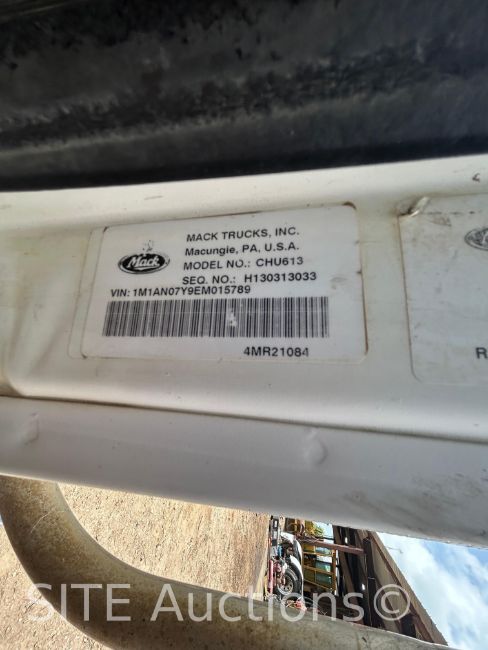 MACK TRUCKS, INC.
Macungie, PA, U.S.A.
Mack
MODEL NO.: CHU613
SEQ. NO.: H130313033
VIN: 1M1AN07Y9EM015789
4MR21084
R
SITE Auctions©